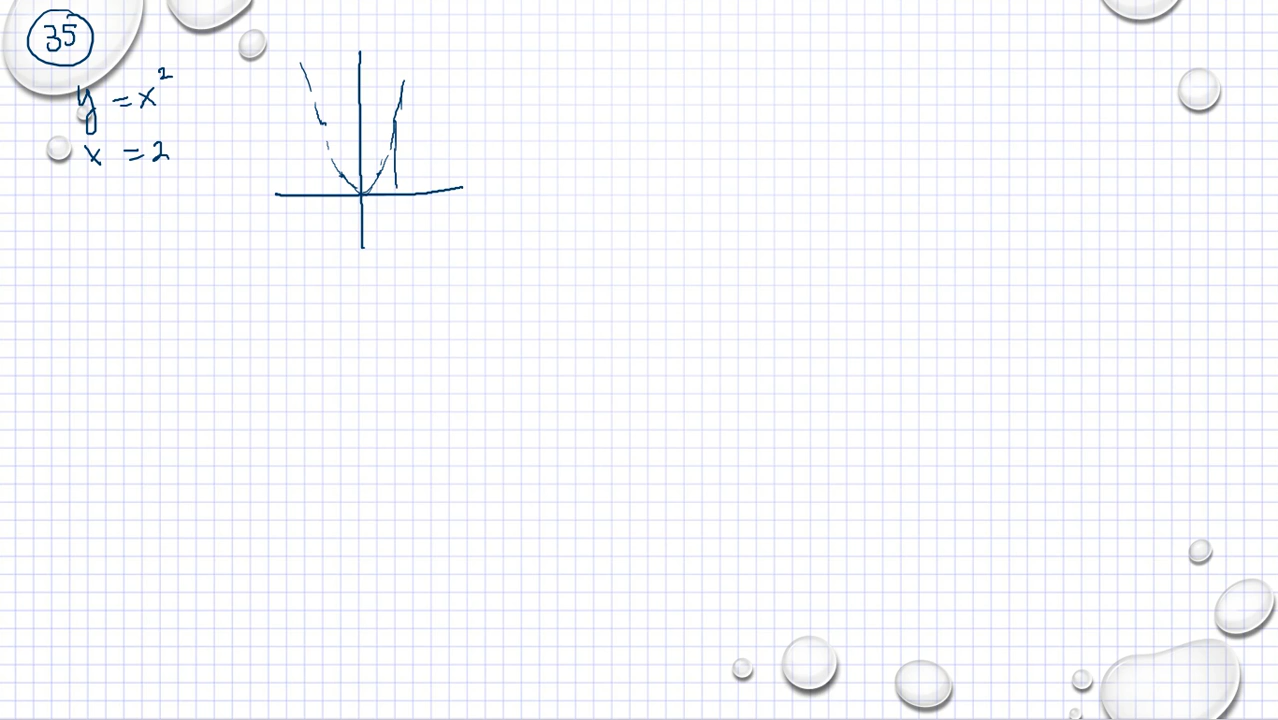 35
y = x²
x = 2